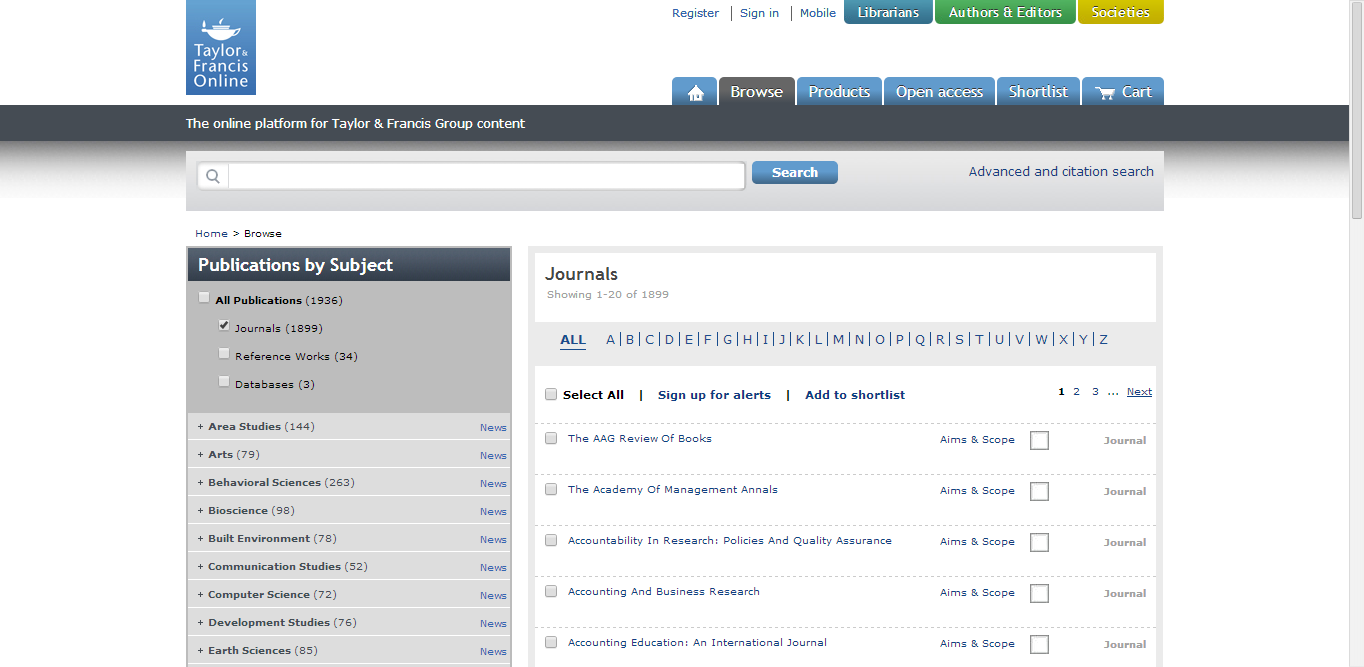 Register | Sign in | Mobile Librarians Authors & Editors Societies
Taylor &
Francis
Online
Browse Products Open access Shortlist Cart
The online platform for Taylor & Francis Group content
Search Advanced and citation search
Home > Browse
Publications by Subject
All Publications (1936)
Journals (1899)
Reference Works (34)
Databases (3)
+ Area Studies (144) News
+ Arts (79) News
+ Behavioral Sciences (263) News
+ Bioscience (98) News
+ Built Environment (78) News
+ Communication Studies (52) News
+ Computer Science (72) News
+ Development Studies (76) News
+ Earth Sciences (85) News
Journals
Showing 1-20 of 1899
ALL A | B | C | D | E | F | G | H | I | J | K | L | M | N | O | P | Q | R | S | T | U | V | W | X | Y | Z
Select All | Sign up for alerts | Add to shortlist 1 2 3 ... Next
The AAG Review Of Books Aims & Scope Journal
The Academy Of Management Annals Aims & Scope Journal
Accountability In Research: Policies And Quality Assurance Aims & Scope Journal
Accounting And Business Research Aims & Scope Journal
Accounting Education: An International Journal Aims & Scope Journal